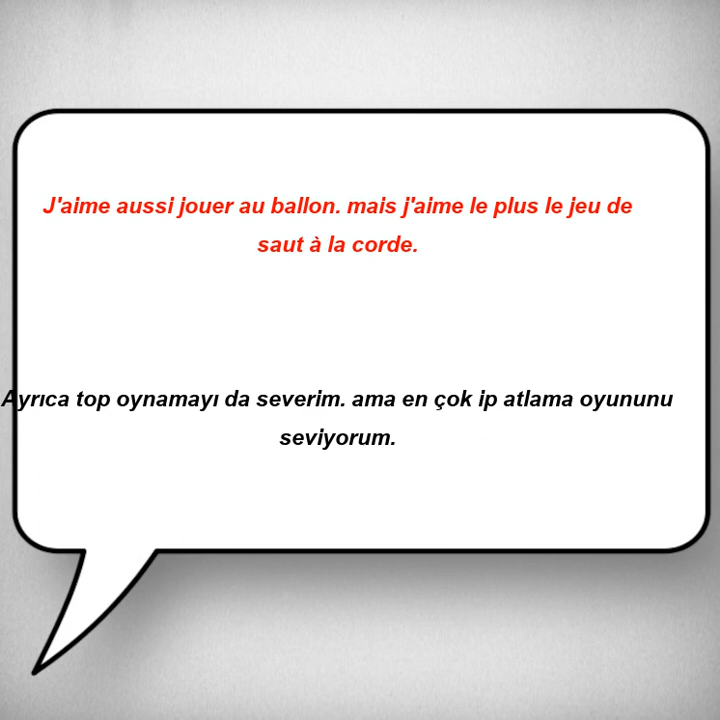 J'aime aussi jouer au ballon. mais j'aime le plus le jeu de
saut à la corde.
Ayrıca top oynamayı da severim. ama en çok ip atlama oyununu
seviyorum.